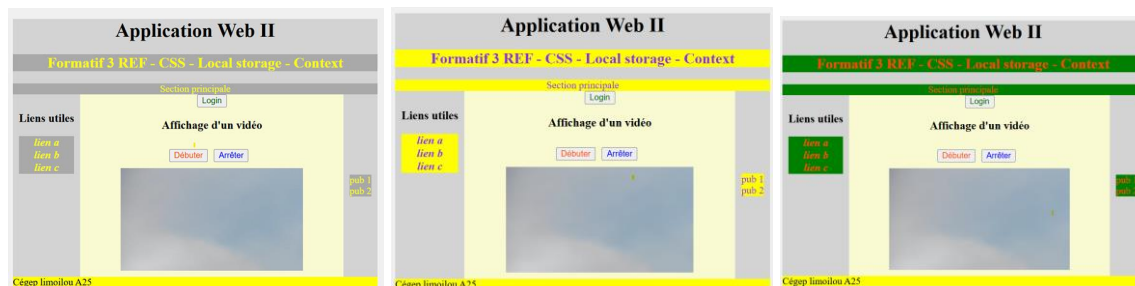 Application Web II
Formatif 3 REF - CSS - Local storage - Context
Section principale
Login
Liens utiles
Affichage d'un vidéo
lien a
lien b
lien c
Débuter
Arrêter
pub 1
pub 2
Cégep limoilou A25
Application Web II
Formatif 3 REF - CSS - Local storage - Context
Section principale
Login
Liens utiles
Affichage d'un vidéo
lien a
lien b
lien c
Débuter
Arrêter
pub 1
pub 2
Cégep limoilou A25
Application Web II
Formatif 3 REF - CSS - Local storage - Context
Section principale
Login
Liens utiles
Affichage d'un vidéo
lien a
lien b
lien c
Débuter
Arrêter
pub
pub
Cégep limoilou A25